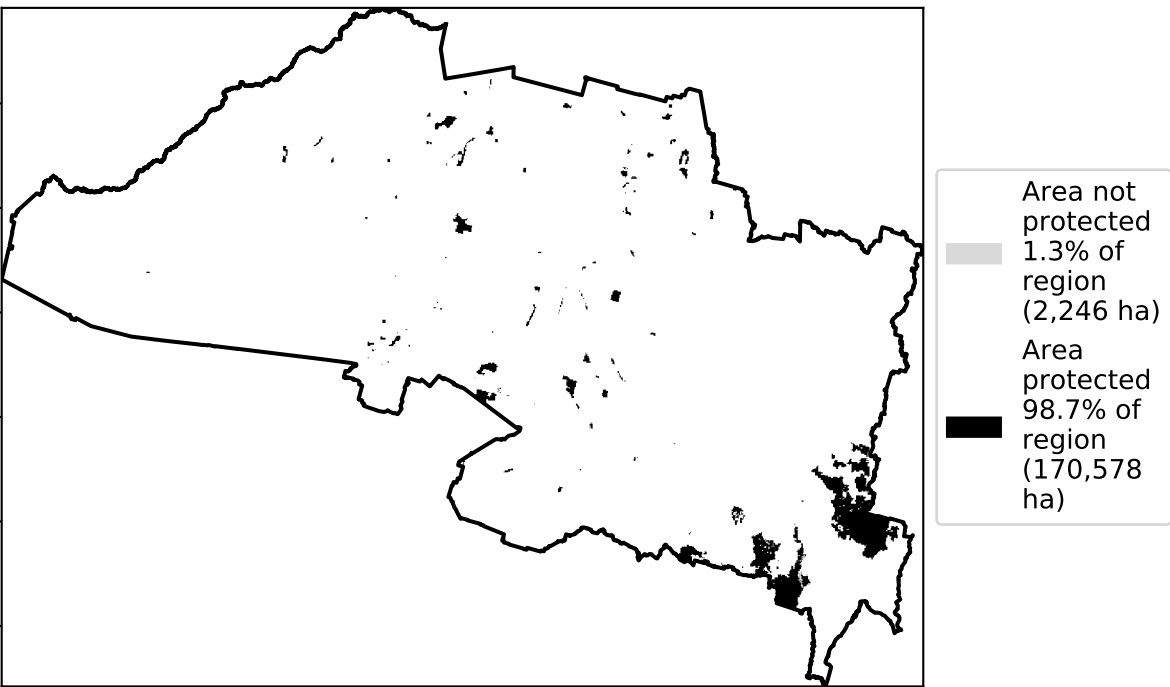 Area not
protected
1.3% of
region
(2,246 ha)
Area
protected
98.7% of
region
(170,578
ha)